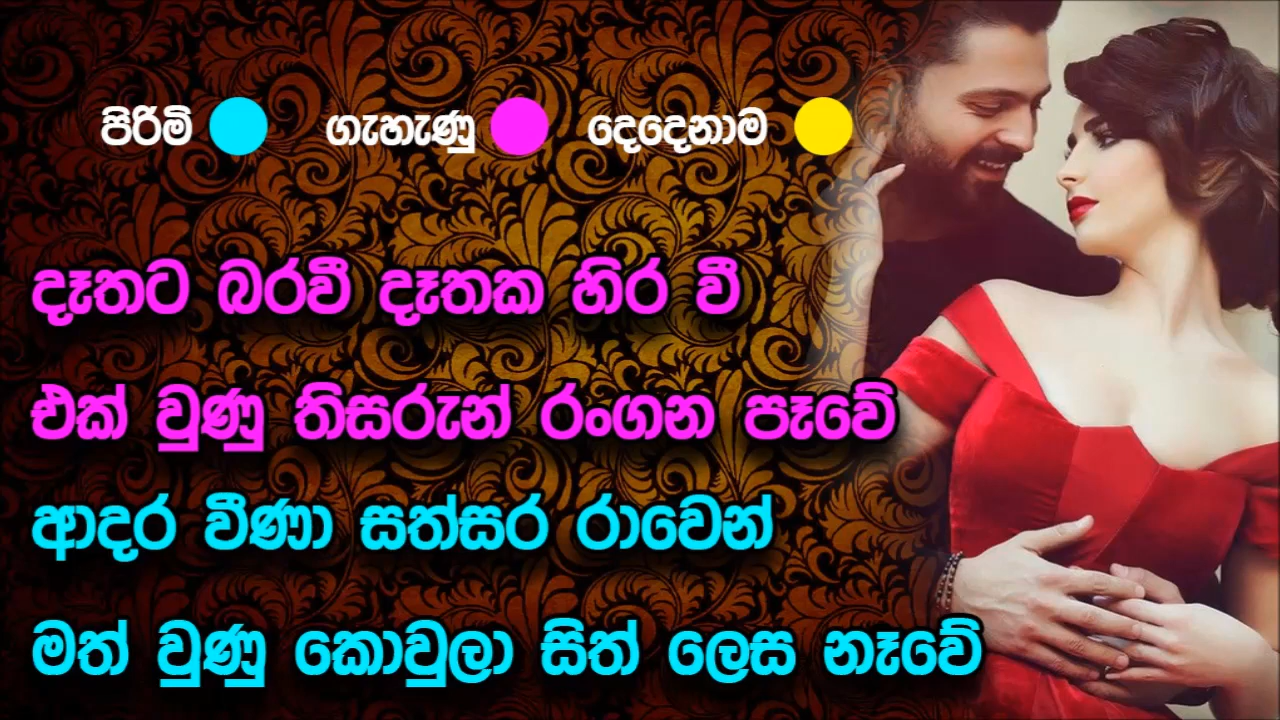 පිරිමි ගැහැණු දෙදෙනාම
දෑතට බරවී දෑතක හිර වී
එක් වුණු තිසරුන් රංගන පෑවේ
ආදර වීණා සත්සර රාවෙන්
මත් වුණු කොවුලා සිත් ලෙස නෑවේ